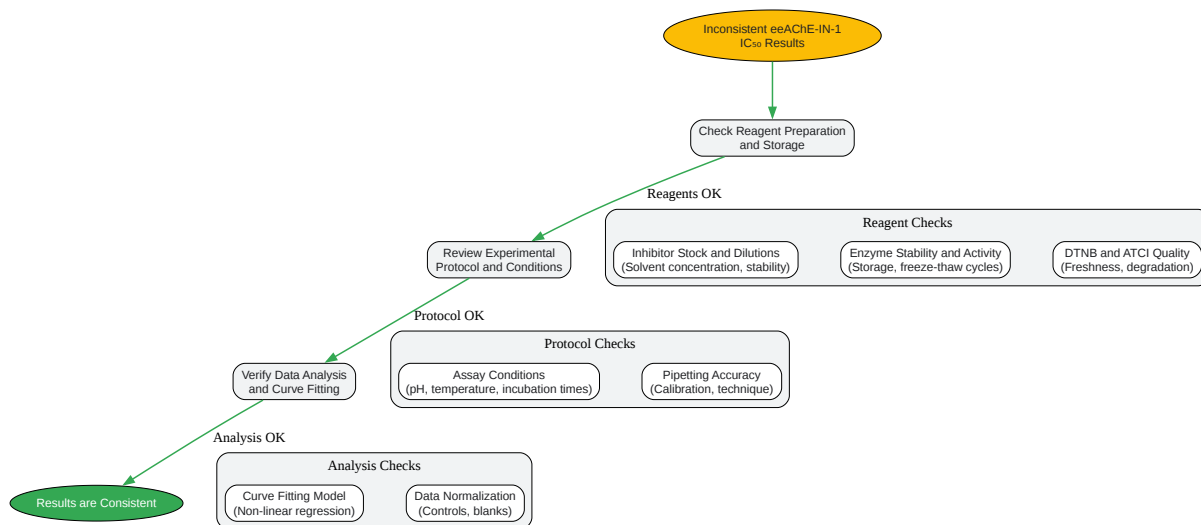 Inconsistent eeAChE-IN-1
IC₅₀ Results
Check Reagent Preparation
and Storage
Reagents OK
Reagent Checks
Review Experimental
Protocol and Conditions
Inhibitor Stock and Dilutions
(Solvent concentration, stability)
Enzyme Stability and Activity
(Storage, freeze-thaw cycles)
DTNB and ATCI Quality
(Freshness, degradation)
Protocol OK
Protocol Checks
Verify Data Analysis
and Curve Fitting
Assay Conditions
(pH, temperature, incubation times)
Pipetting Accuracy
(Calibration, technique)
Analysis OK
Analysis Checks
Results are Consistent
Curve Fitting Model
(Non-linear regression)
Data Normalization
(Controls, blanks)